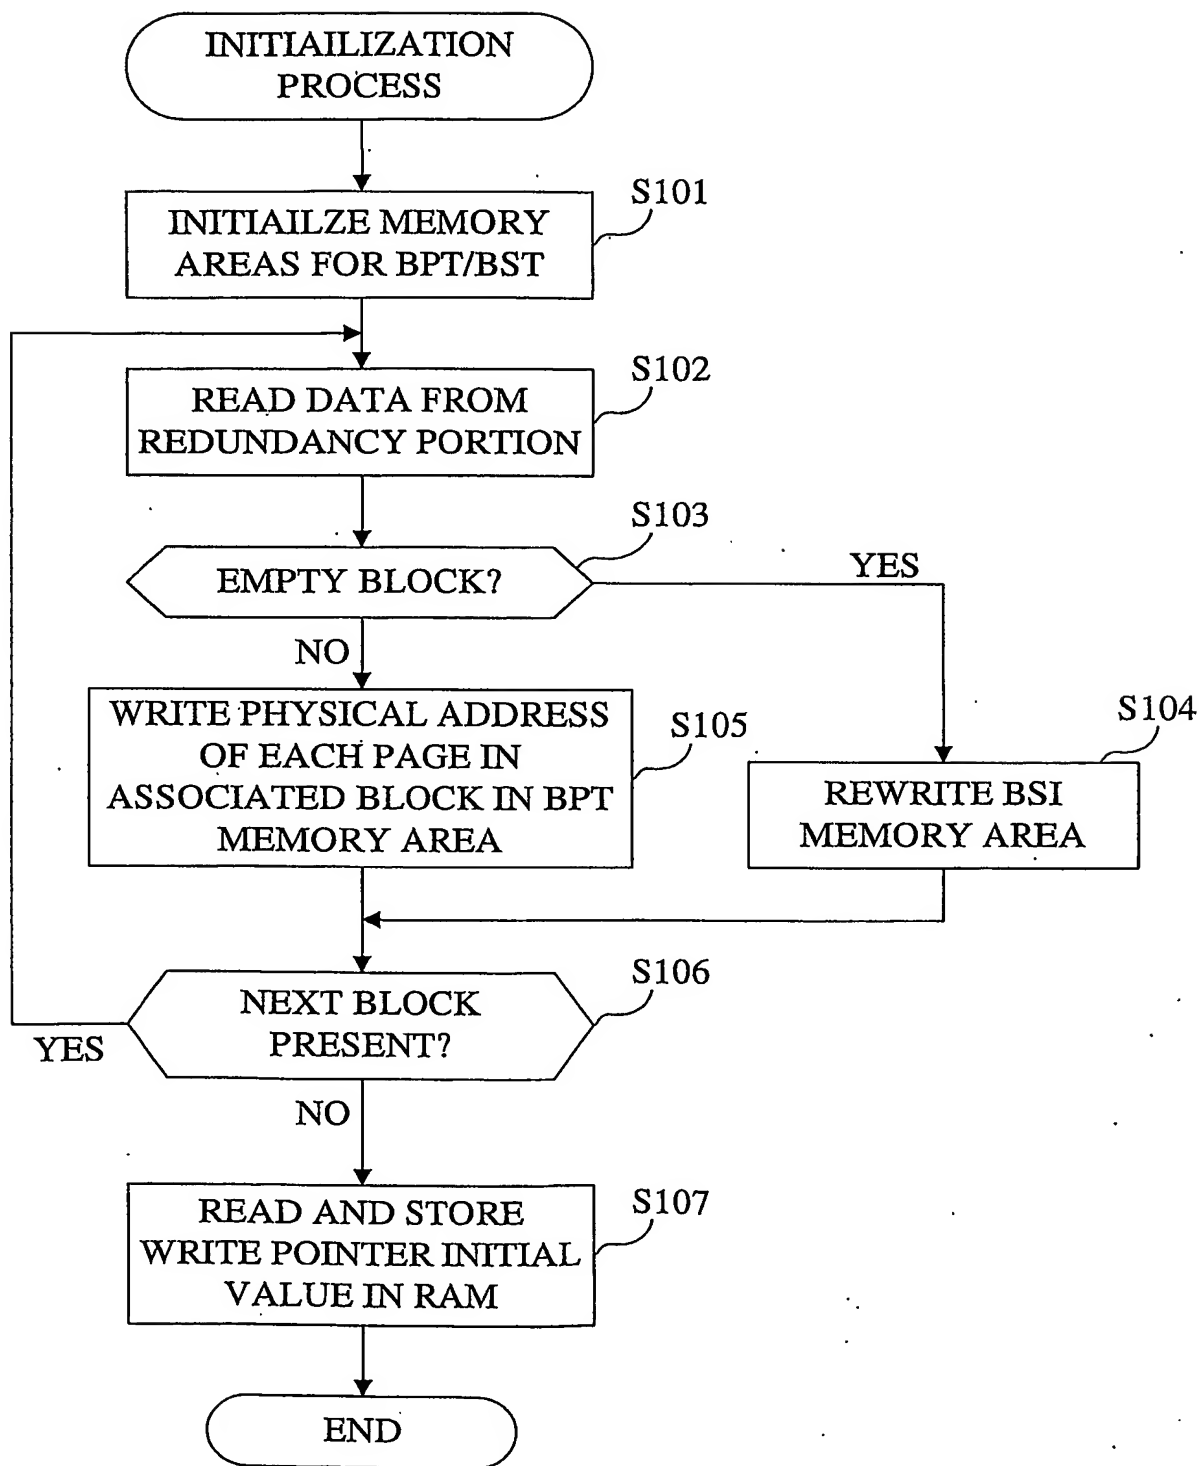 INITIAILIZATION
PROCESS
S101
INITIAILZE MEMORY
AREAS FOR BPT/BST
S102
READ DATA FROM
REDUNDANCY PORTION
S103
EMPTY BLOCK?
YES
NO
WRITE PHYSICAL ADDRESS
OF EACH PAGE IN
ASSOCIATED BLOCK IN BPT
MEMORY AREA
S105
S104
REWRITE BSI
MEMORY AREA
S106
NEXT BLOCK
PRESENT?
YES
NO
S107
READ AND STORE
WRITE POINTER INITIAL
VALUE IN RAM
END